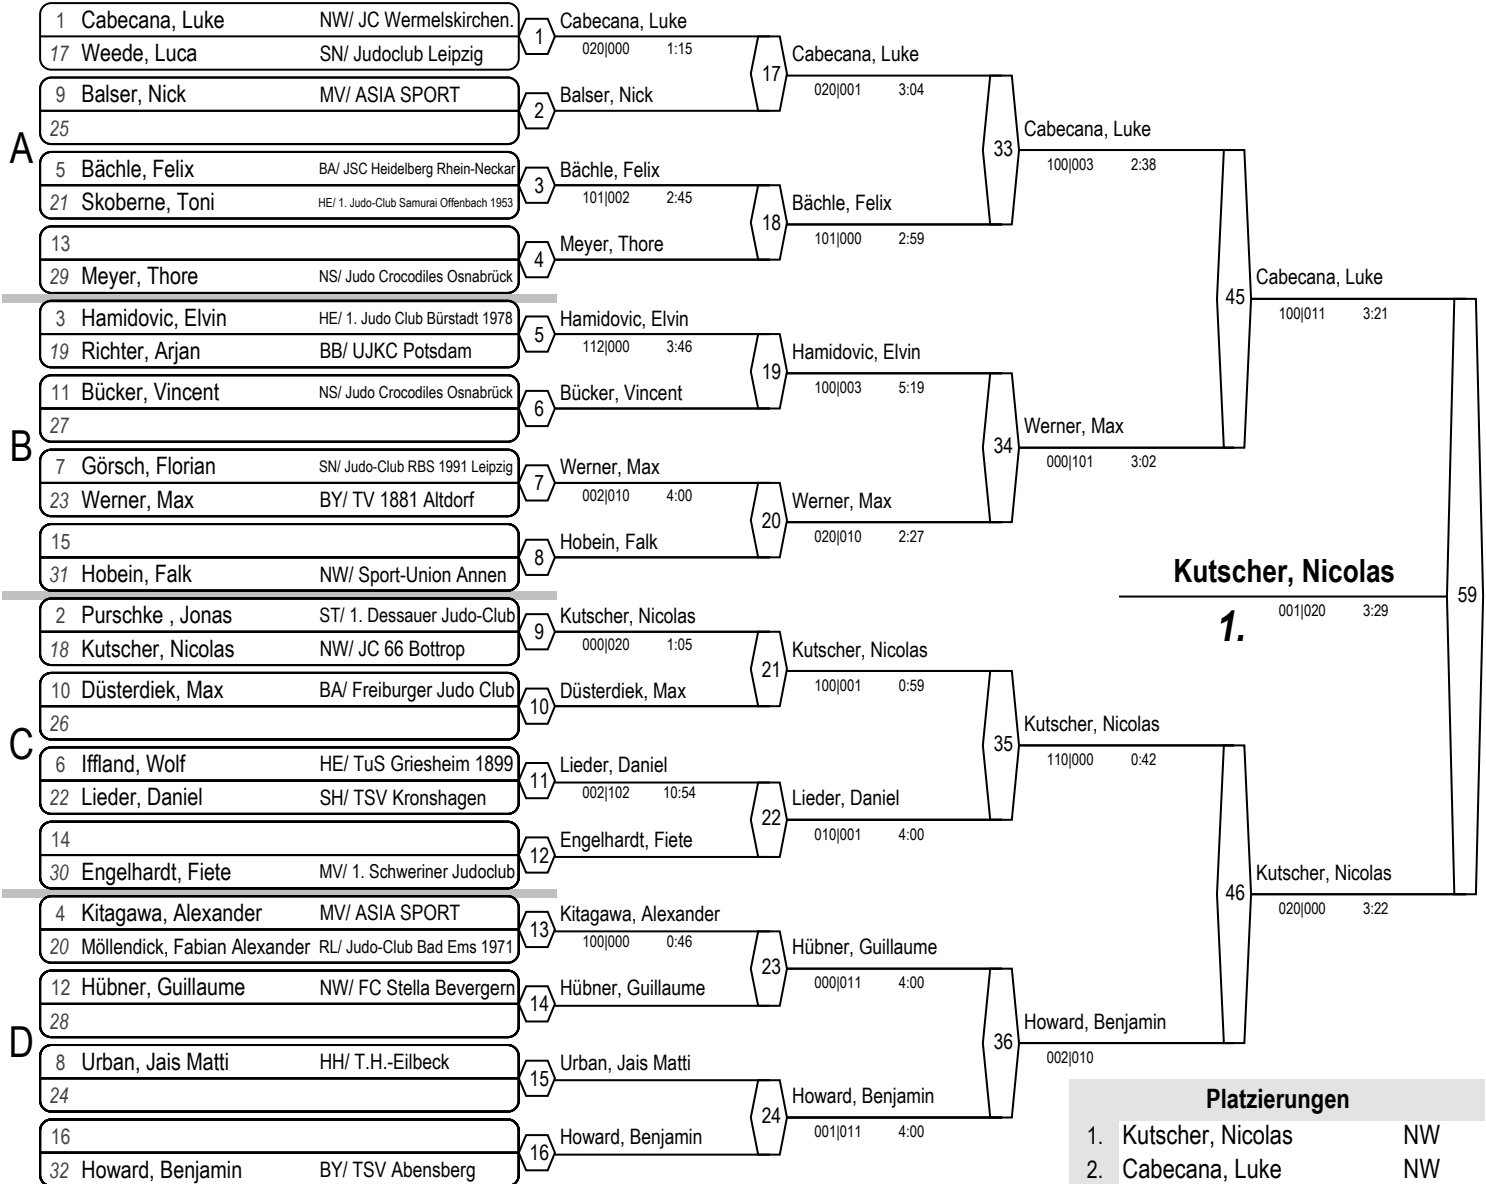 1 Cabecana, Luke NW/ JC Wermelskirchen.
17 Weede, Luca SN/ Judoclub Leipzig
9 Balser, Nick MV/ ASIA SPORT
25
A
5 Bächle, Felix BA/ JSC Heidelberg Rhein-Neckar
21 Skoberne, Toni HE/ 1. Judo-Club Samurai Offenbach 1953
13
29 Meyer, Thore NS/ Judo Crocodiles Osnabrück
3 Hamidovic, Elvin HE/ 1. Judo Club Bürstadt 1978
19 Richter, Arjan BB/ UJKC Potsdam
11 Bücker, Vincent NS/ Judo Crocodiles Osnabrück
27
B
7 Görsch, Florian SN/ Judo-Club RBS 1991 Leipzig
23 Werner, Max BY/ TV 1881 Altdorf
15
31 Hobein, Falk NW/ Sport-Union Annen
2 Purschke , Jonas ST/ 1. Dessauer Judo-Club
18 Kutscher, Nicolas NW/ JC 66 Bottrop
10 Düsterdiek, Max BA/ Freiburger Judo Club
26
C
6 Iffland, Wolf HE/ TuS Griesheim 1899
22 Lieder, Daniel SH/ TSV Kronshagen
14
30 Engelhardt, Fiete MV/ 1. Schweriner Judoclub
4 Kitagawa, Alexander MV/ ASIA SPORT
20 Möllendick, Fabian Alexander RL/ Judo-Club Bad Ems 1971
12 Hübner, Guillaume NW/ FC Stella Bevergern
28
D
8 Urban, Jais Matti HH/ T.H.-Eilbeck
24
16
32 Howard, Benjamin BY/ TSV Abensberg
1 Cabecana, Luke
020|000 1:15
2 Balser, Nick
3 Bächle, Felix
101|002 2:45
4 Meyer, Thore
5 Hamidovic, Elvin
112|000 3:46
6 Bücker, Vincent
7 Werner, Max
002|010 4:00
8 Hobein, Falk
9 Kutscher, Nicolas
000|020 1:05
10 Düsterdiek, Max
11 Lieder, Daniel
002|102 10:54
12 Engelhardt, Fiete
13 Kitagawa, Alexander
100|000 0:46
14 Hübner, Guillaume
15 Urban, Jais Matti
16 Howard, Benjamin
17 Cabecana, Luke
020|001 3:04
18 Bächle, Felix
101|000 2:59
19 Hamidovic, Elvin
100|003 5:19
20 Werner, Max
020|010 2:27
21 Kutscher, Nicolas
100|001 0:59
22 Lieder, Daniel
010|001 4:00
23 Hübner, Guillaume
000|011 4:00
24 Howard, Benjamin
001|011 4:00
33 Cabecana, Luke
100|003 2:38
34 Werner, Max
000|101 3:02
35 Kutscher, Nicolas
110|000 0:42
36 Howard, Benjamin
002|010
45 Cabecana, Luke
100|011 3:21
46 Kutscher, Nicolas
020|000 3:22
Kutscher, Nicolas
59
1. 001|020 3:29
Platzierungen
1. Kutscher, Nicolas NW
2. Cabecana, Luke NW